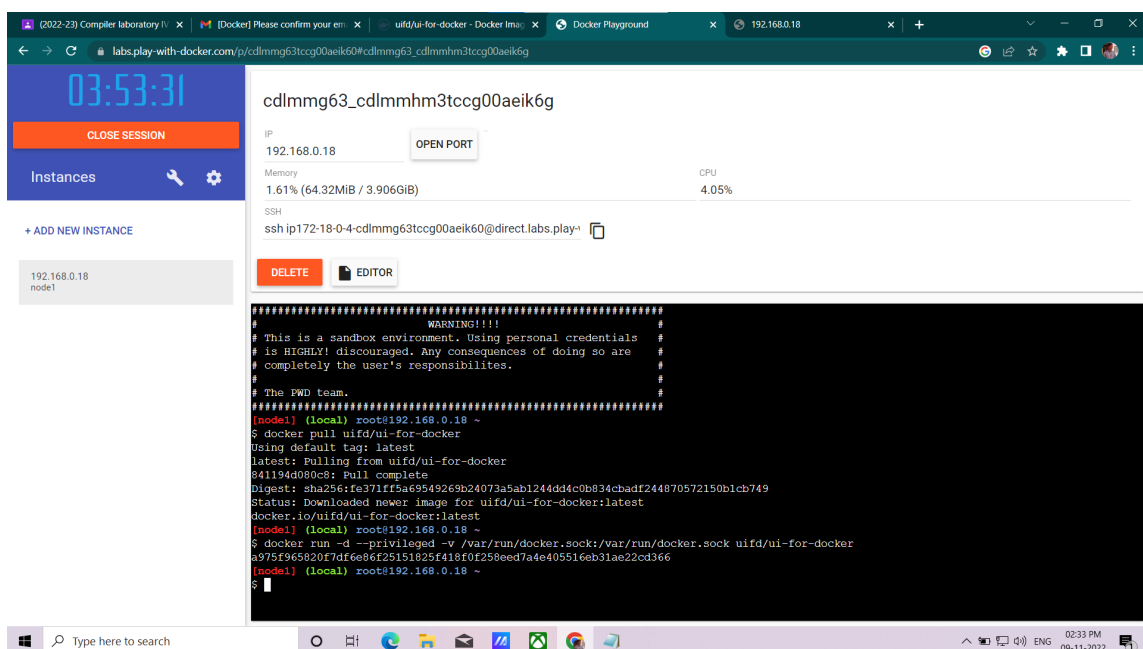 (2022-23) Compiler laboratory IV
[Docker] Please confirm your em
uifd/ui-for-docker - Docker Imag
Docker Playground
192.168.0.18
labs.play-with-docker.com/p/cdlmmg63tccg00aeik60#cdlmmg63_cdlmmhm3tccg00aeik6g
03:53:31
CLOSE SESSION
Instances
+ ADD NEW INSTANCE
192.168.0.18
node1
cdlmmg63_cdlmmhm3tccg00aeik6g
IP
192.168.0.18
OPEN PORT
Memory
1.61% (64.32MiB / 3.906GiB)
CPU
4.05%
SSH
ssh ip172-18-0-4-cdlmmg63tccg00aeik60@direct.labs.play-
DELETE
EDITOR
###############################################################
# WARNING!!!! #
# This is a sandbox environment. Using personal credentials #
# is HIGHLY! discouraged. Any consequences of doing so are #
# completely the user's responsibilites. #
# #
# The PWD team. #
###############################################################
[node1] (local) root@192.168.0.18 ~
$ docker pull uifd/ui-for-docker
Using default tag: latest
latest: Pulling from uifd/ui-for-docker
841194d080c8: Pull complete
Digest: sha256:fe371ff5a69549269b24073a5ab1244dd4c0b834cbadf244870572150b1cb749
Status: Downloaded newer image for uifd/ui-for-docker:latest
docker.io/uifd/ui-for-docker:latest
[node1] (local) root@192.168.0.18 ~
$ docker run -d --privileged -v /var/run/docker.sock:/var/run/docker.sock uifd/ui-for-docker
a975f965820f7df6e86f25151825f418f0f258eed7a4e405516eb31ae22cd366
[node1] (local) root@192.168.0.18 ~
$
Type here to search
ENG
02:33 PM
09-11-2022